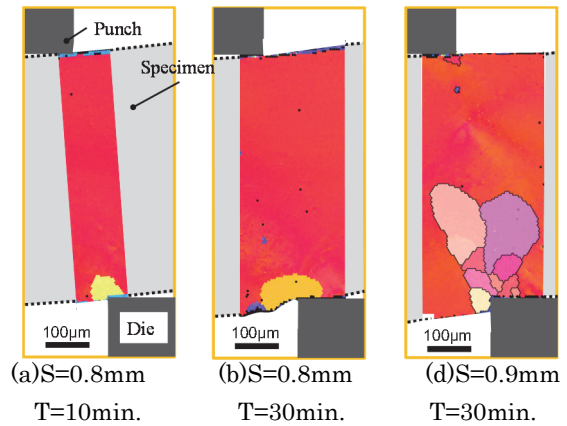 Punch
Specimen
Die
100μm
100μm
100μm
(a)S=0.8mm
T=10min.
(b)S=0.8mm
T=30min.
(d)S=0.9mm
T=30min.